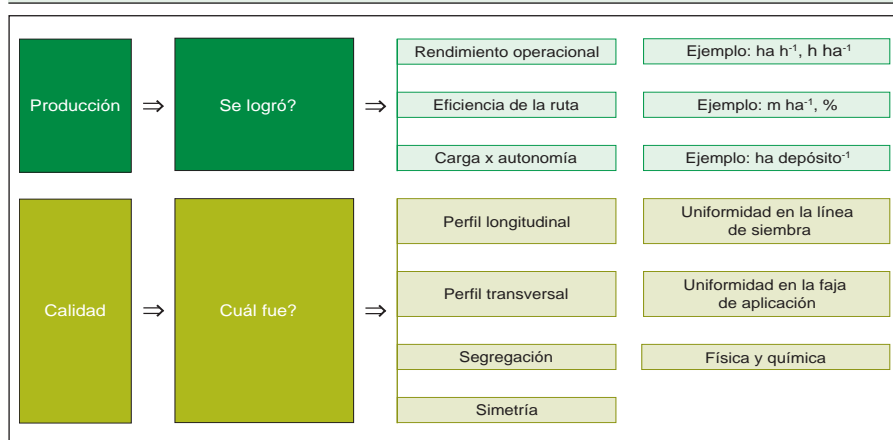 Producción
⇒
Se logró?
⇒
Rendimiento operacional
Ejemplo: ha h⁻¹, h ha⁻¹
Eficiencia de la ruta
Ejemplo: m ha⁻¹, %
Carga x autonomía
Ejemplo: ha depósito⁻¹
Calidad
⇒
Cuál fue?
⇒
Perfil longitudinal
Uniformidad en la línea
de siembra
Perfil transversal
Uniformidad en la faja
de aplicación
Segregación
Física y química
Simetría